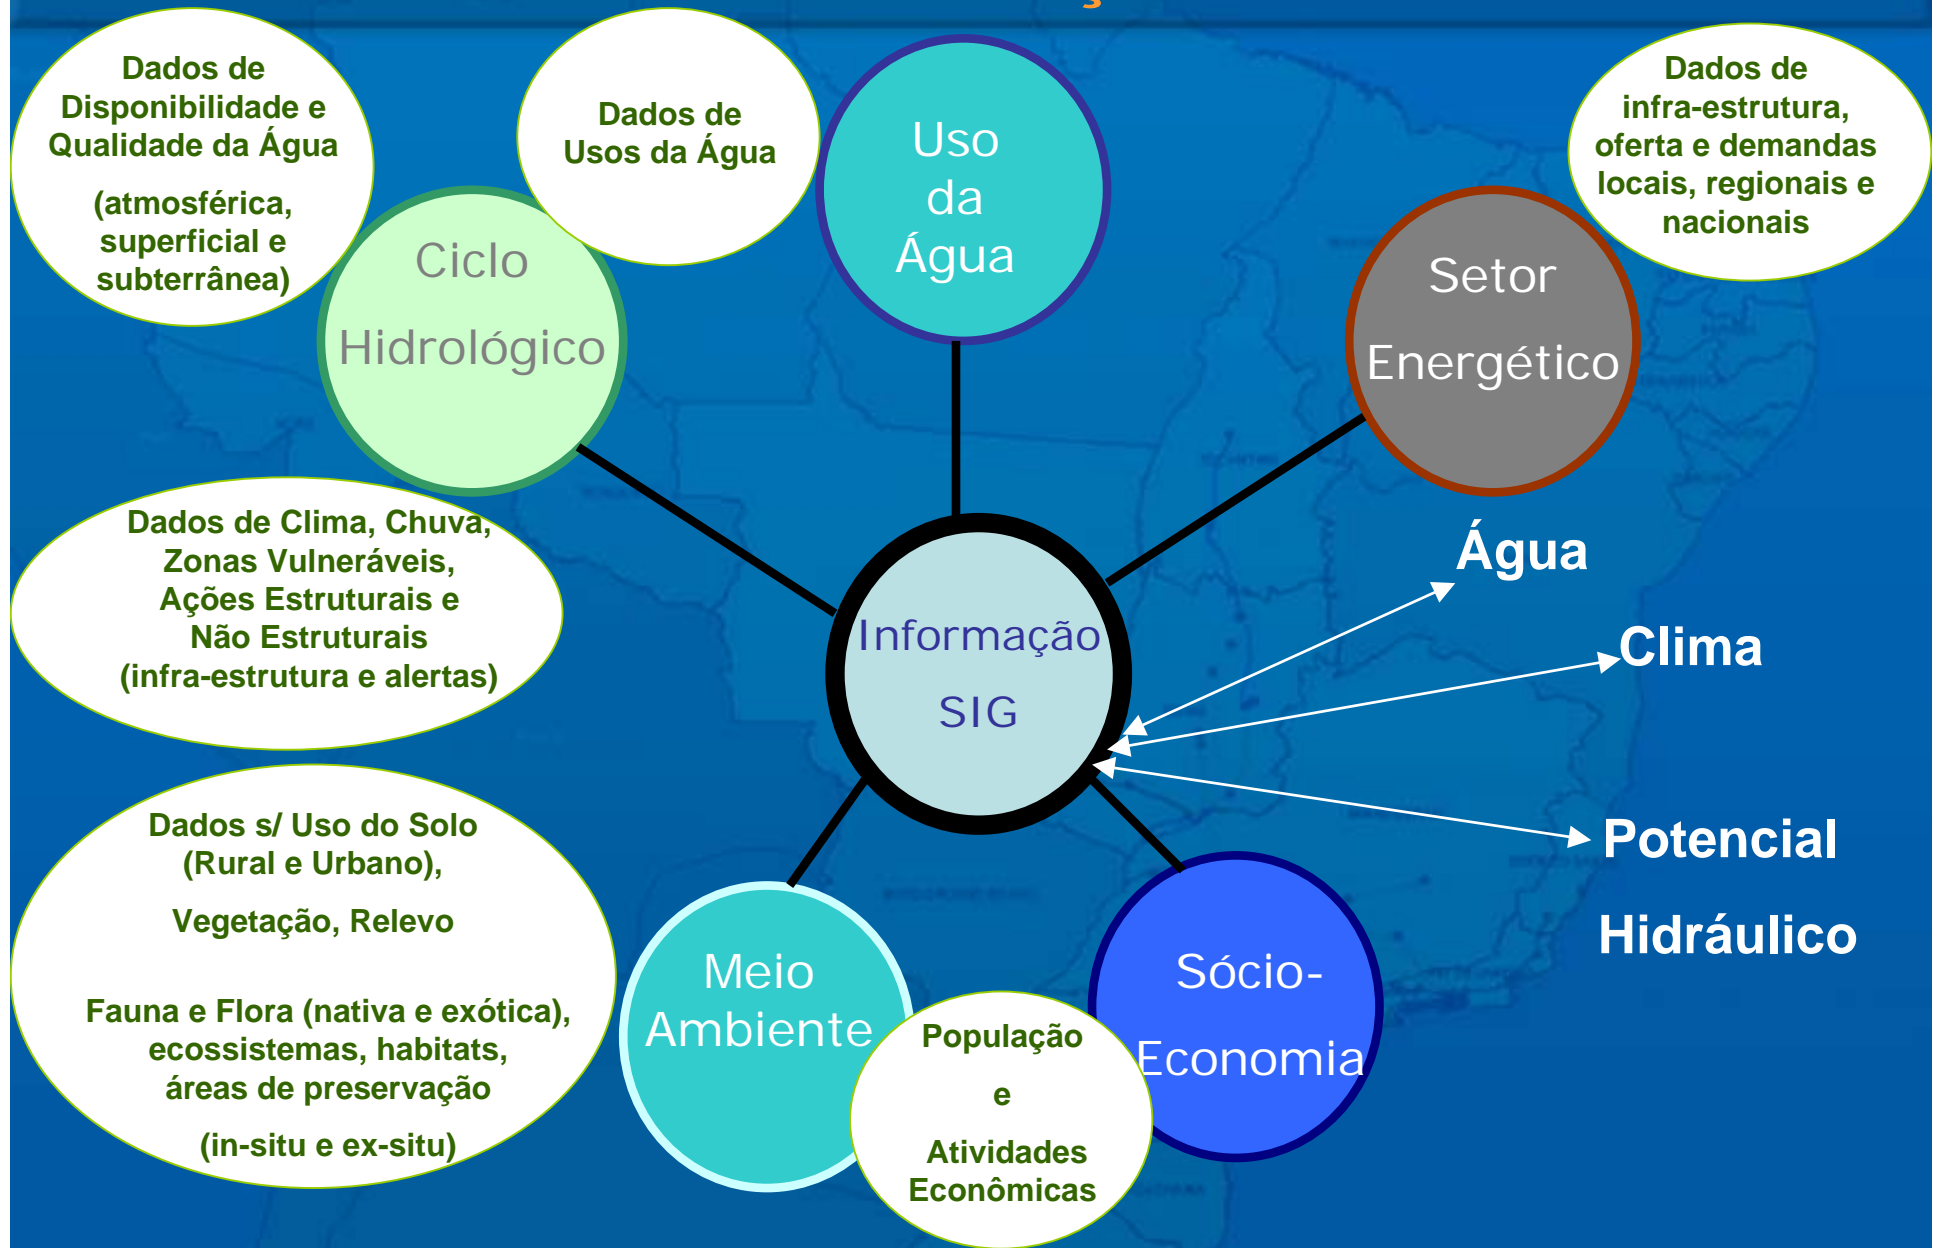 Dados de
Disponibilidade e
Qualidade da Água
(atmosférica,
superficial e
subterrânea)
Dados de
Usos da Água
Uso
da
Água
Dados de
infra-estrutura,
oferta e demandas
locais, regionais e
nacionais
Ciclo
Hidrológico
Setor
Energético
Dados de Clima, Chuva,
Zonas Vulneráveis,
Ações Estruturais e
Não Estruturais
(infra-estrutura e alertas)
Informação
SIG
Água
Clima
Potencial
Hidráulico
Dados s/ Uso do Solo
(Rural e Urbano),
Vegetação, Relevo
Fauna e Flora (nativa e exótica),
ecossistemas, habitats,
áreas de preservação
(in-situ e ex-situ)
Meio
Ambiente
População
e
Atividades
Econômicas
Sócio-
Economia